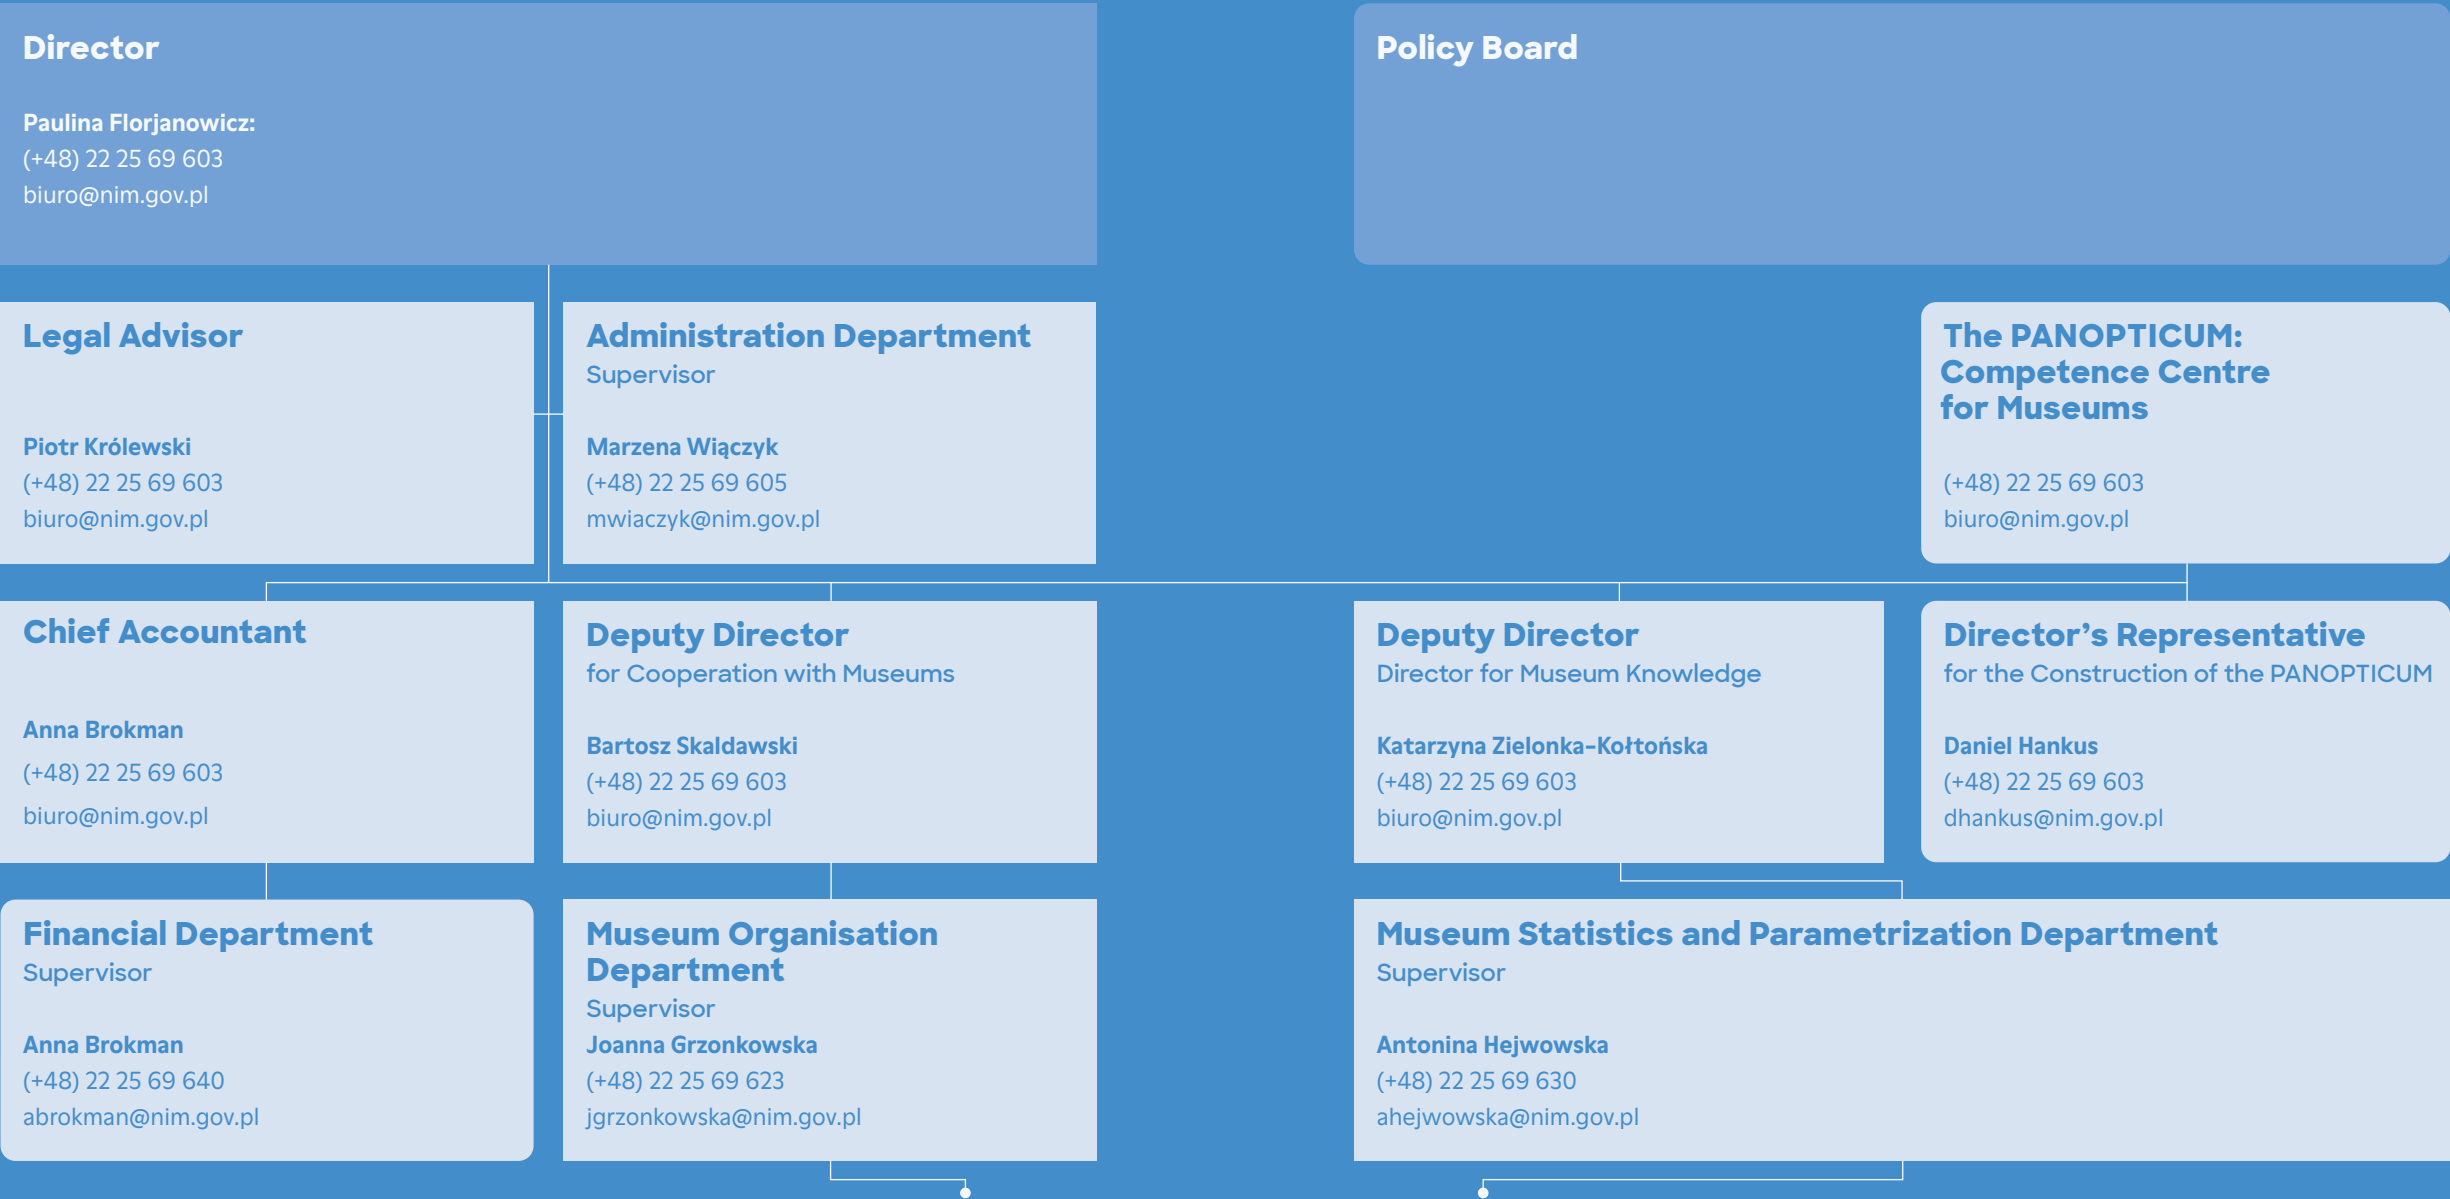 Director
Paulina Florjanowicz:
(+48) 22 25 69 603
biuro@nim.gov.pl
Policy Board
Legal Advisor
Piotr Królewski
(+48) 22 25 69 603
biuro@nim.gov.pl
Administration Department
Supervisor
Marzena Wiączyk
(+48) 22 25 69 605
mwiaczyk@nim.gov.pl
The PANOPTICUM:
Competence Centre
for Museums
(+48) 22 25 69 603
biuro@nim.gov.pl
Chief Accountant
Anna Brokman
(+48) 22 25 69 603
biuro@nim.gov.pl
Deputy Director
for Cooperation with Museums
Bartosz Skaldawski
(+48) 22 25 69 603
biuro@nim.gov.pl
Deputy Director
Director for Museum Knowledge
Katarzyna Zielonka-Kołtońska
(+48) 22 25 69 603
biuro@nim.gov.pl
Director’s Representative
for the Construction of the PANOPTICUM
Daniel Hankus
(+48) 22 25 69 603
dhankus@nim.gov.pl
Financial Department
Supervisor
Anna Brokman
(+48) 22 25 69 640
abrokman@nim.gov.pl
Museum Organisation
Department
Supervisor
Joanna Grzonkowska
(+48) 22 25 69 623
jgrzonkowska@nim.gov.pl
Museum Statistics and Parametrization Department
Supervisor
Antonina Hejwowska
(+48) 22 25 69 630
ahejwowska@nim.gov.pl